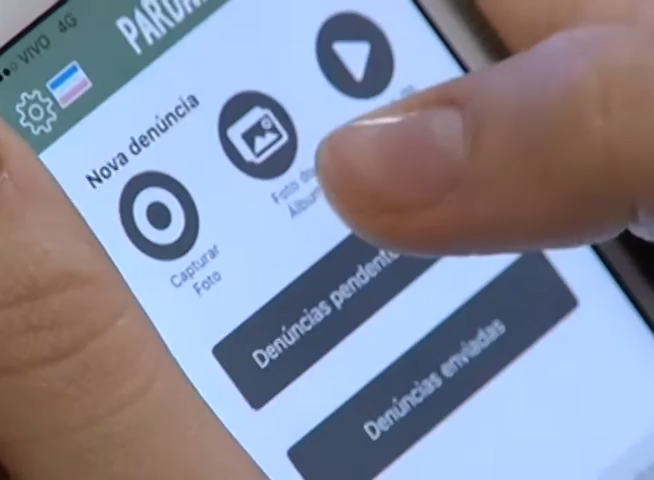 VIVO 4G
PARDA
Nova denúncia
Capturar
Foto
Foto do
Álbum
Denúncias pendentes
Denúncias enviadas